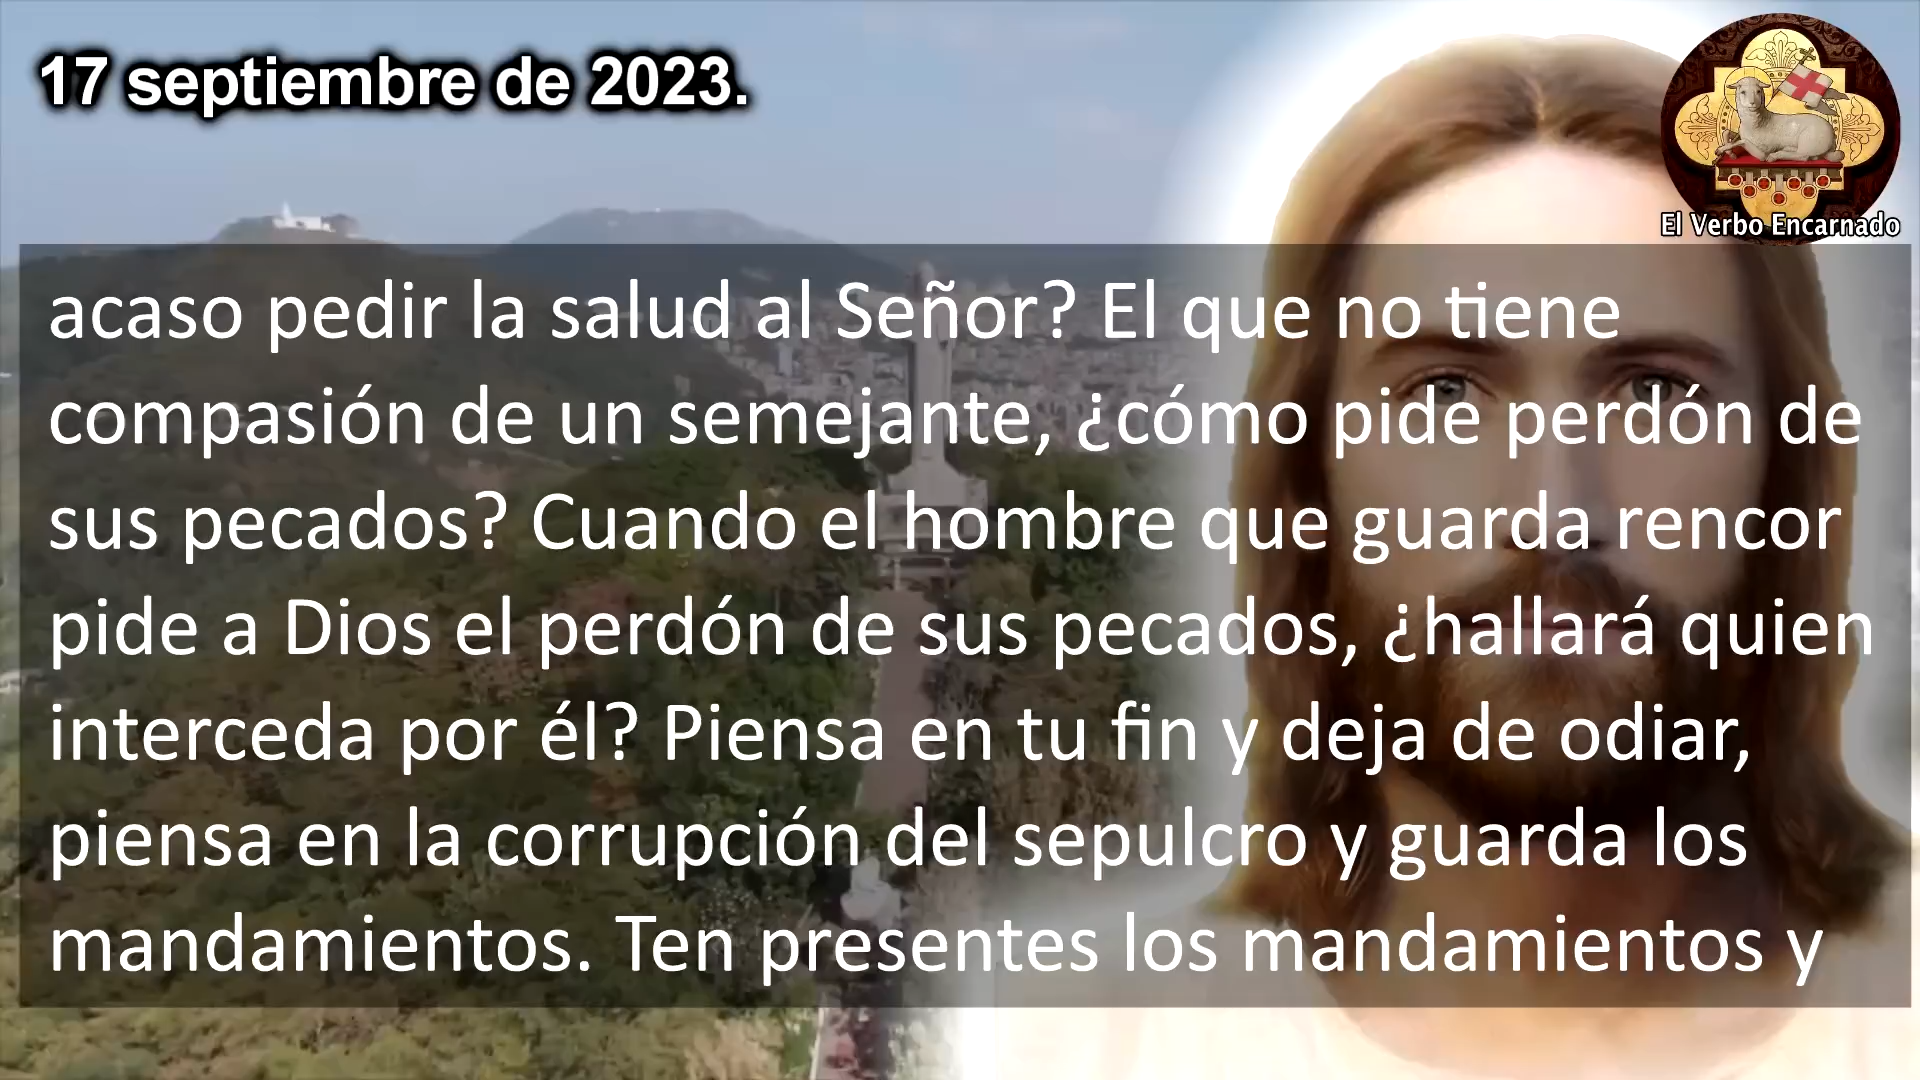 17 septiembre de 2023.
El Verbo Encarnado
acaso pedir la salud al Señor? El que no tiene
compasión de un semejante, ¿cómo pide perdón de
sus pecados? Cuando el hombre que guarda rencor
pide a Dios el perdón de sus pecados, ¿hallará quien
interceda por él? Piensa en tu fin y deja de odiar,
piensa en la corrupción del sepulcro y guarda los
mandamientos. Ten presentes los mandamientos y